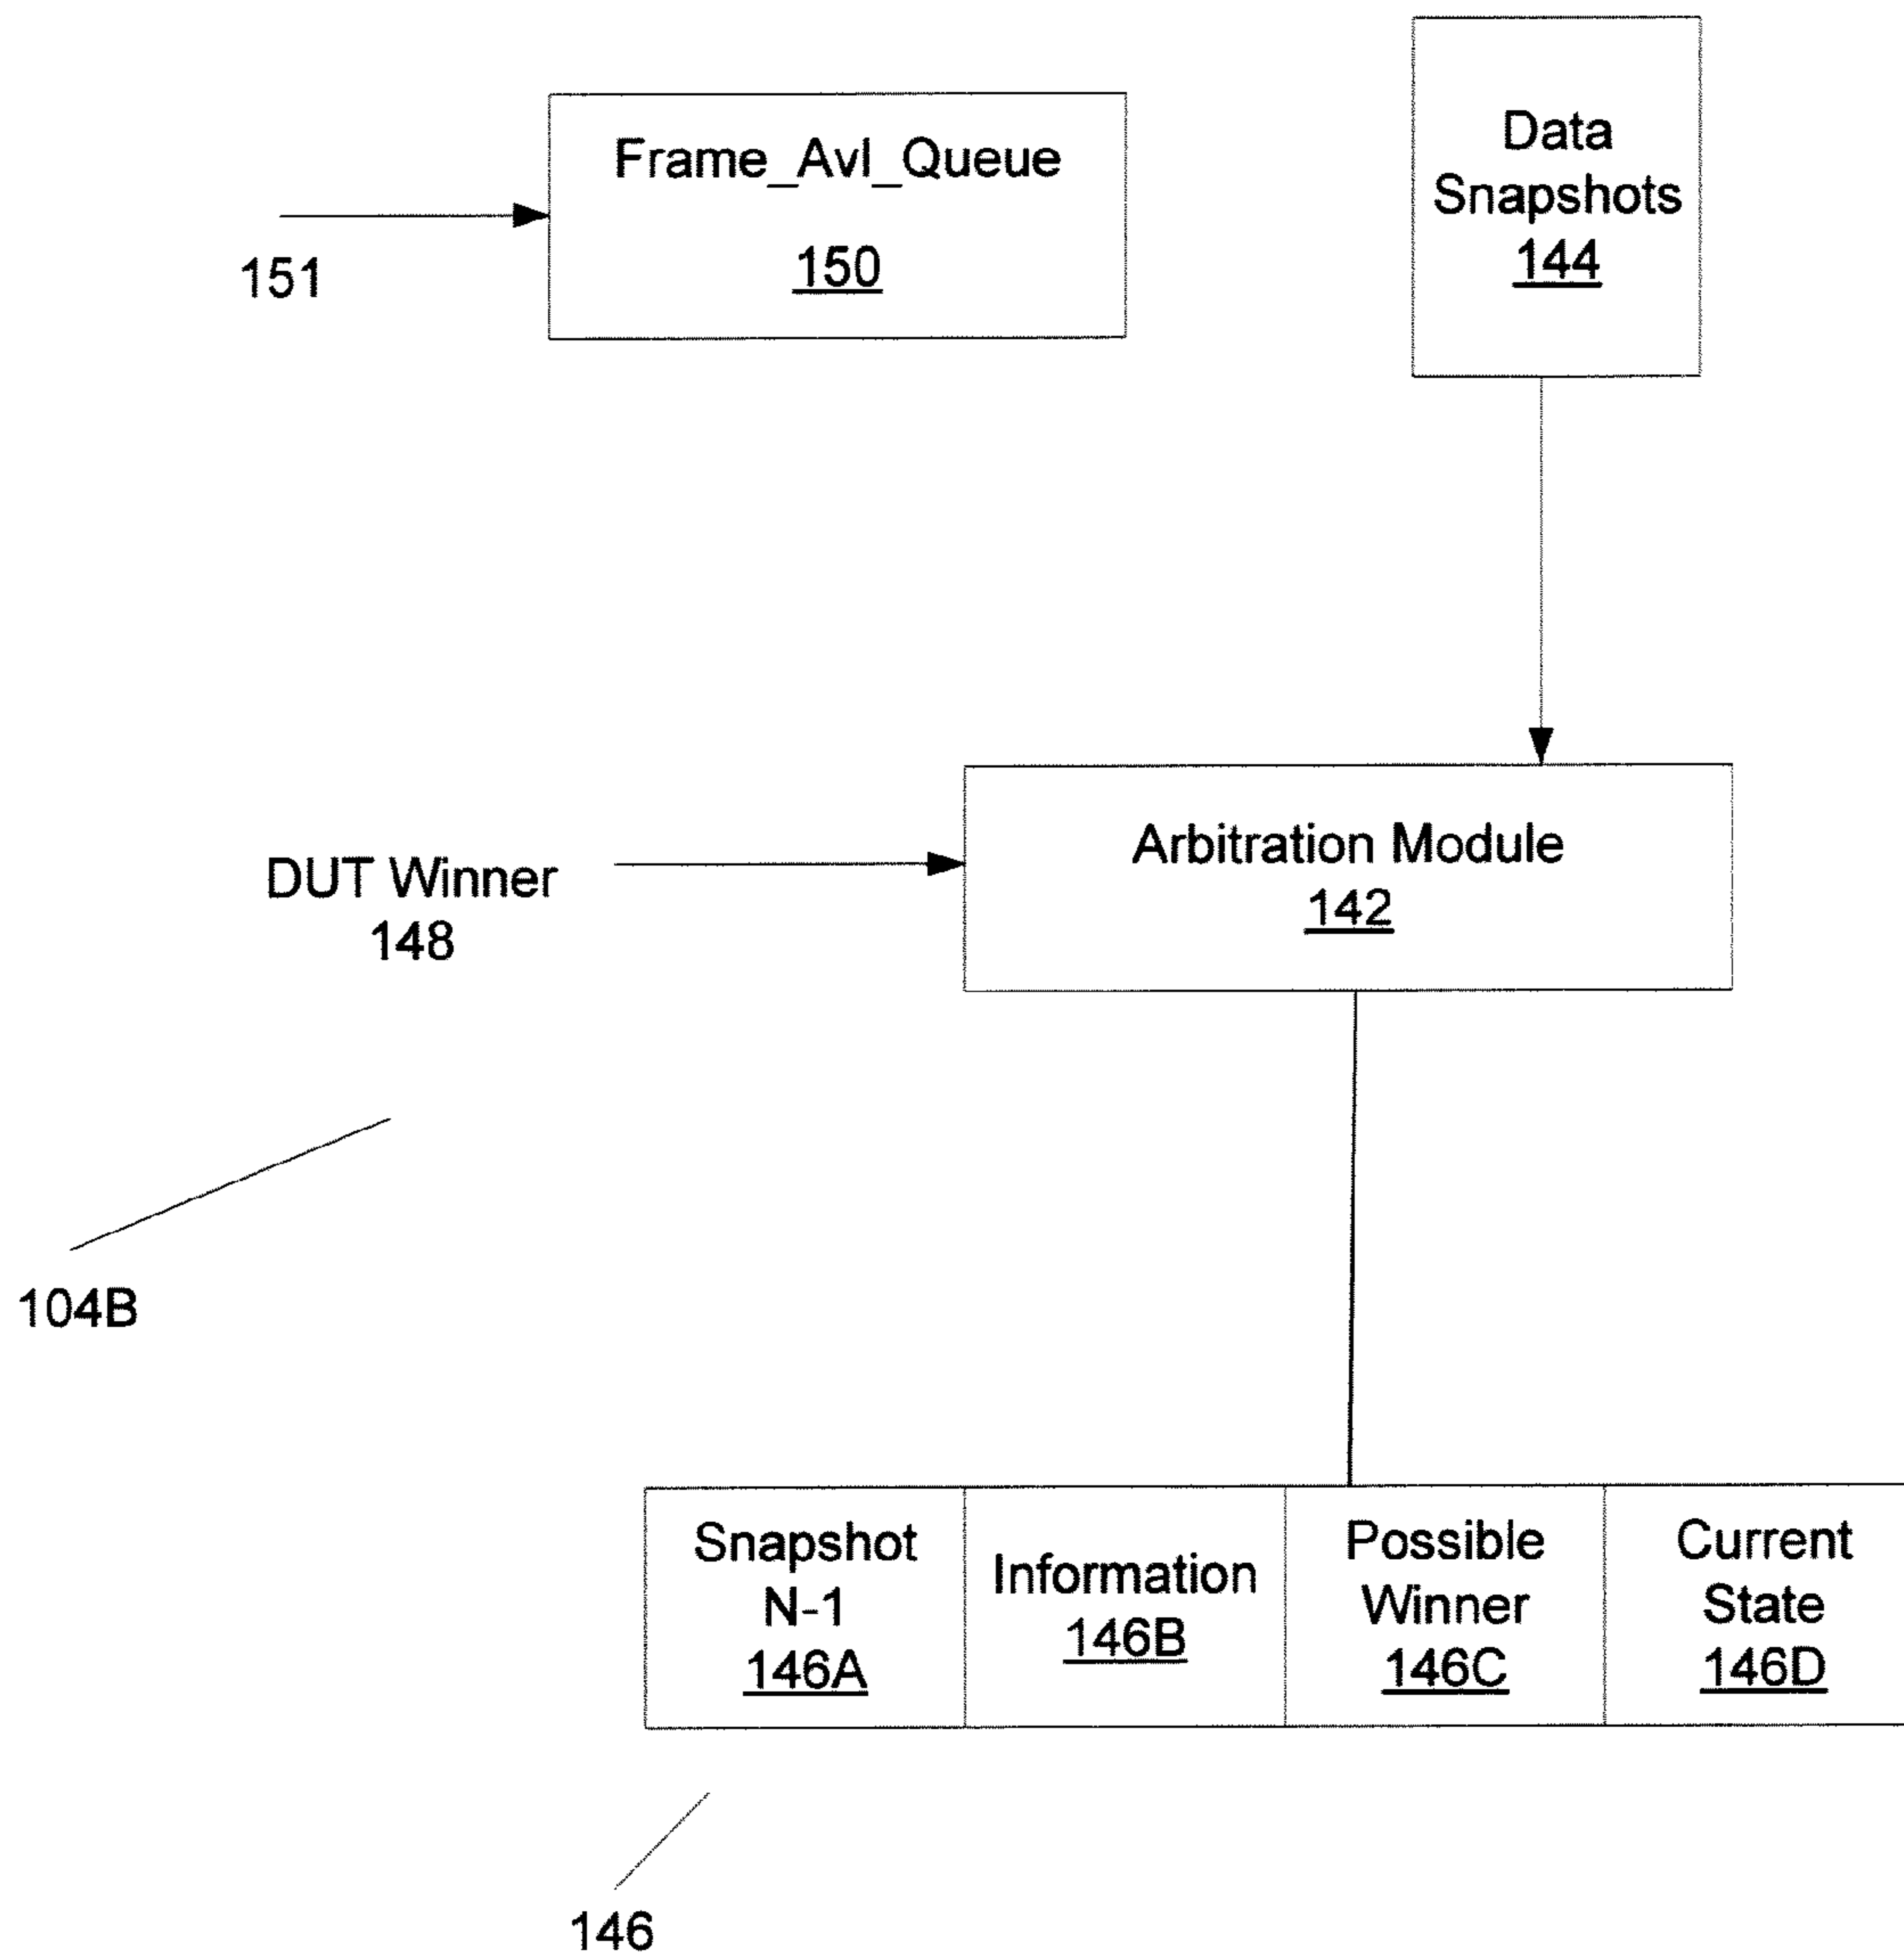 Frame_Avl_Queue
150
151
Data
Snapshots
144
Arbitration Module
142
DUT Winner
148
104B
Snapshot
N-1
146A
Information
146B
Possible
Winner
146C
Current
State
146D
146